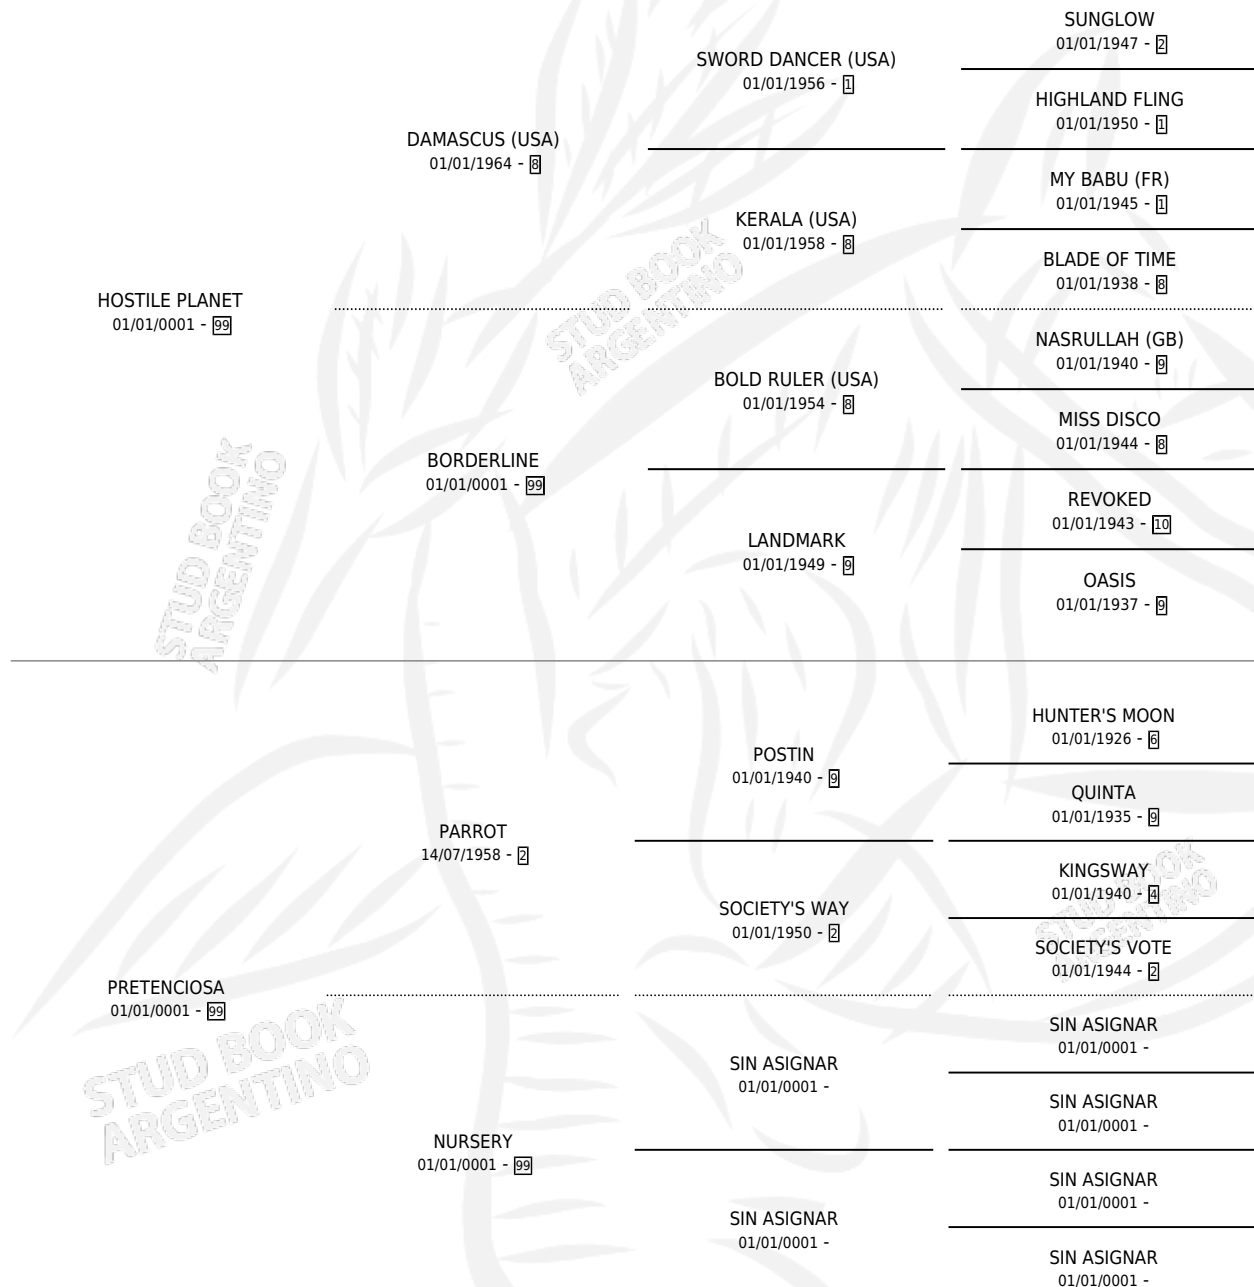 SUNGLOW
01/01/1947 - 2
SWORD DANCER (USA)
01/01/1956 - 1
HIGHLAND FLING
01/01/1950 - 1
DAMASCUS (USA)
01/01/1964 - 8
MY BABU (FR)
01/01/1945 - 1
KERALA (USA)
01/01/1958 - 8
BLADE OF TIME
01/01/1938 - 8
HOSTILE PLANET
01/01/0001 - 99
NASRULLAH (GB)
01/01/1940 - 9
BOLD RULER (USA)
01/01/1954 - 8
MISS DISCO
01/01/1944 - 8
BORDERLINE
01/01/0001 - 99
REVOKED
01/01/1943 - 10
LANDMARK
01/01/1949 - 9
OASIS
01/01/1937 - 9
HUNTER'S MOON
01/01/1926 - 6
POSTIN
01/01/1940 - 9
QUINTA
01/01/1935 - 9
PARROT
14/07/1958 - 2
KINGSWAY
01/01/1940 - 4
SOCIETY'S WAY
01/01/1950 - 2
SOCIETY'S VOTE
01/01/1944 - 2
PRETENCIOSA
01/01/0001 - 99
SIN ASIGNAR
01/01/0001 -
SIN ASIGNAR
01/01/0001 -
SIN ASIGNAR
01/01/0001 -
NURSERY
01/01/0001 - 99
SIN ASIGNAR
01/01/0001 -
SIN ASIGNAR
01/01/0001 -
SIN ASIGNAR
01/01/0001 -
STUD BOOK
ARGENTINO
STUD BOOK
ARGENTINO
STUD BOOK
ARGENTINO
STUD BOOK
ARGENTINO